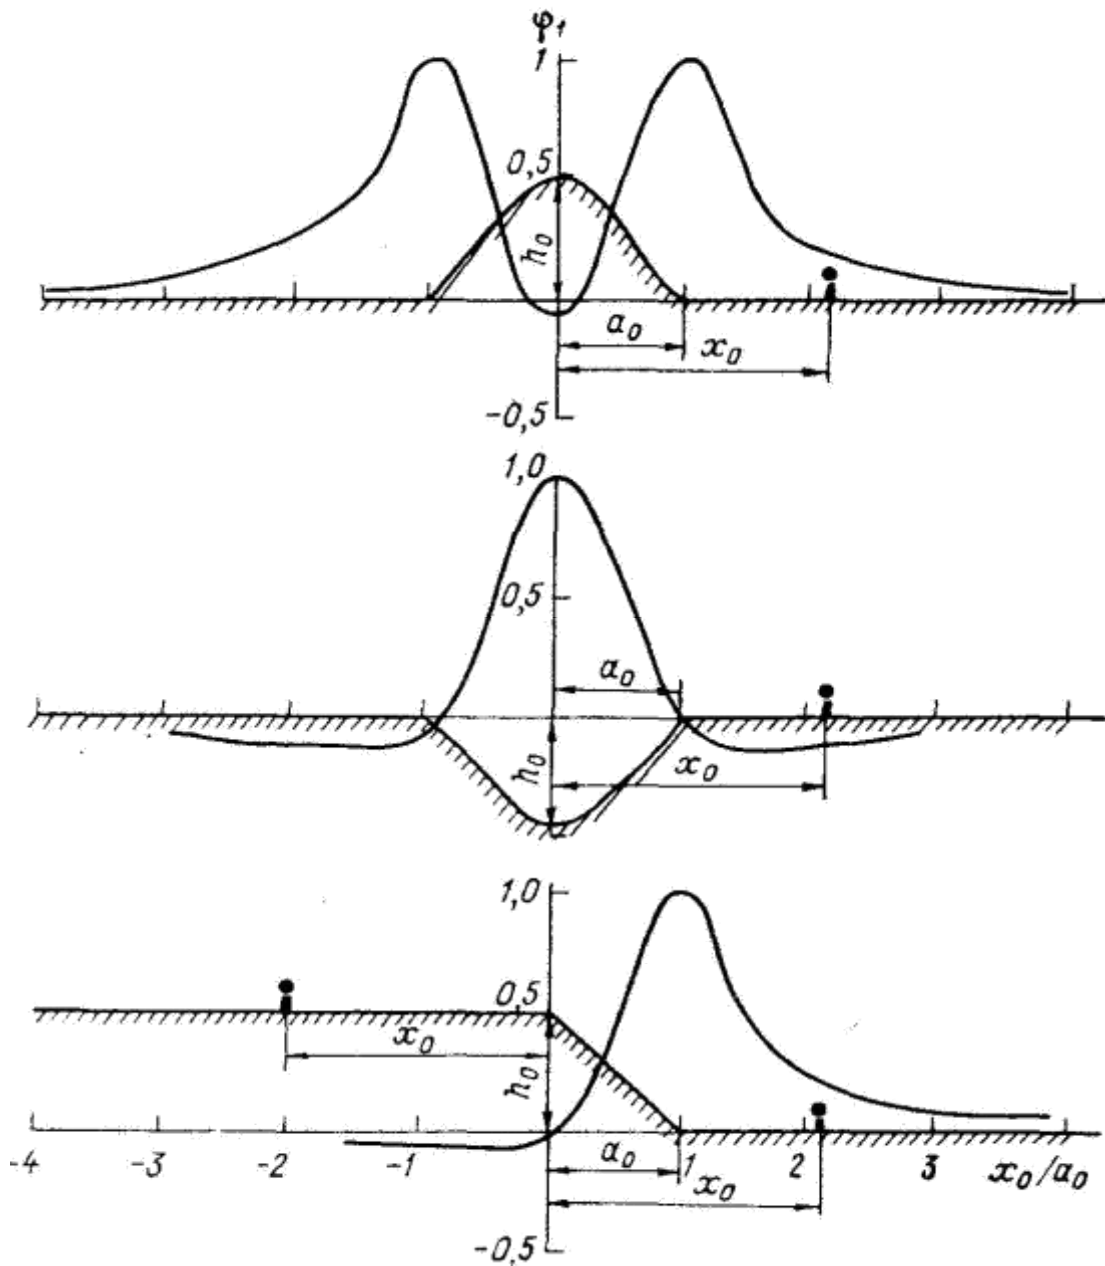 φ₁
1
0,5
h₀
a₀
x₀
-0,5
1,0
0,5
a₀
h₀
x₀
1,0
0,5
x₀
h₀
-4 -3 -2 -1 1 2 3 x₀/a₀
a₀
x₀
-0,5